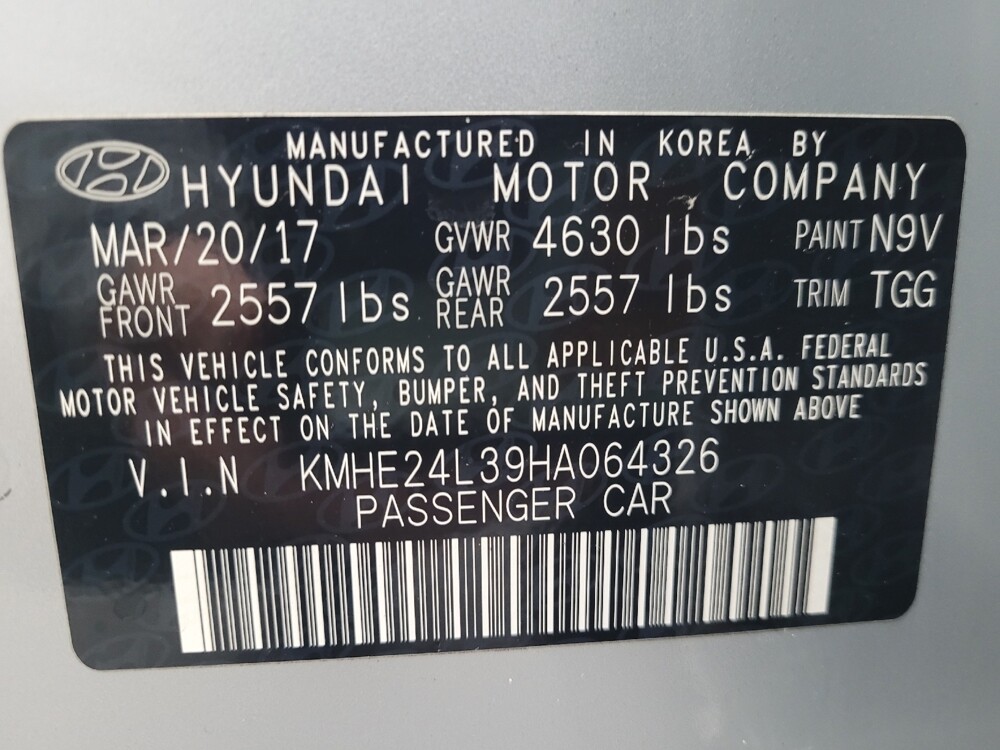 MANUFACTURED IN KOREA BY
HYUNDAI MOTOR COMPANY
MAR/20/17 GVWR 4630 lbs PAINT N9V
GAWR FRONT 2557 lbs GAWR REAR 2557 lbs TRIM TGG
THIS VEHICLE CONFORMS TO ALL APPLICABLE U.S.A. FEDERAL
MOTOR VEHICLE SAFETY, BUMPER, AND THEFT PREVENTION STANDARDS
IN EFFECT ON THE DATE OF MANUFACTURE SHOWN ABOVE
V.I.N KMHE24L39HA064326
PASSENGER CAR